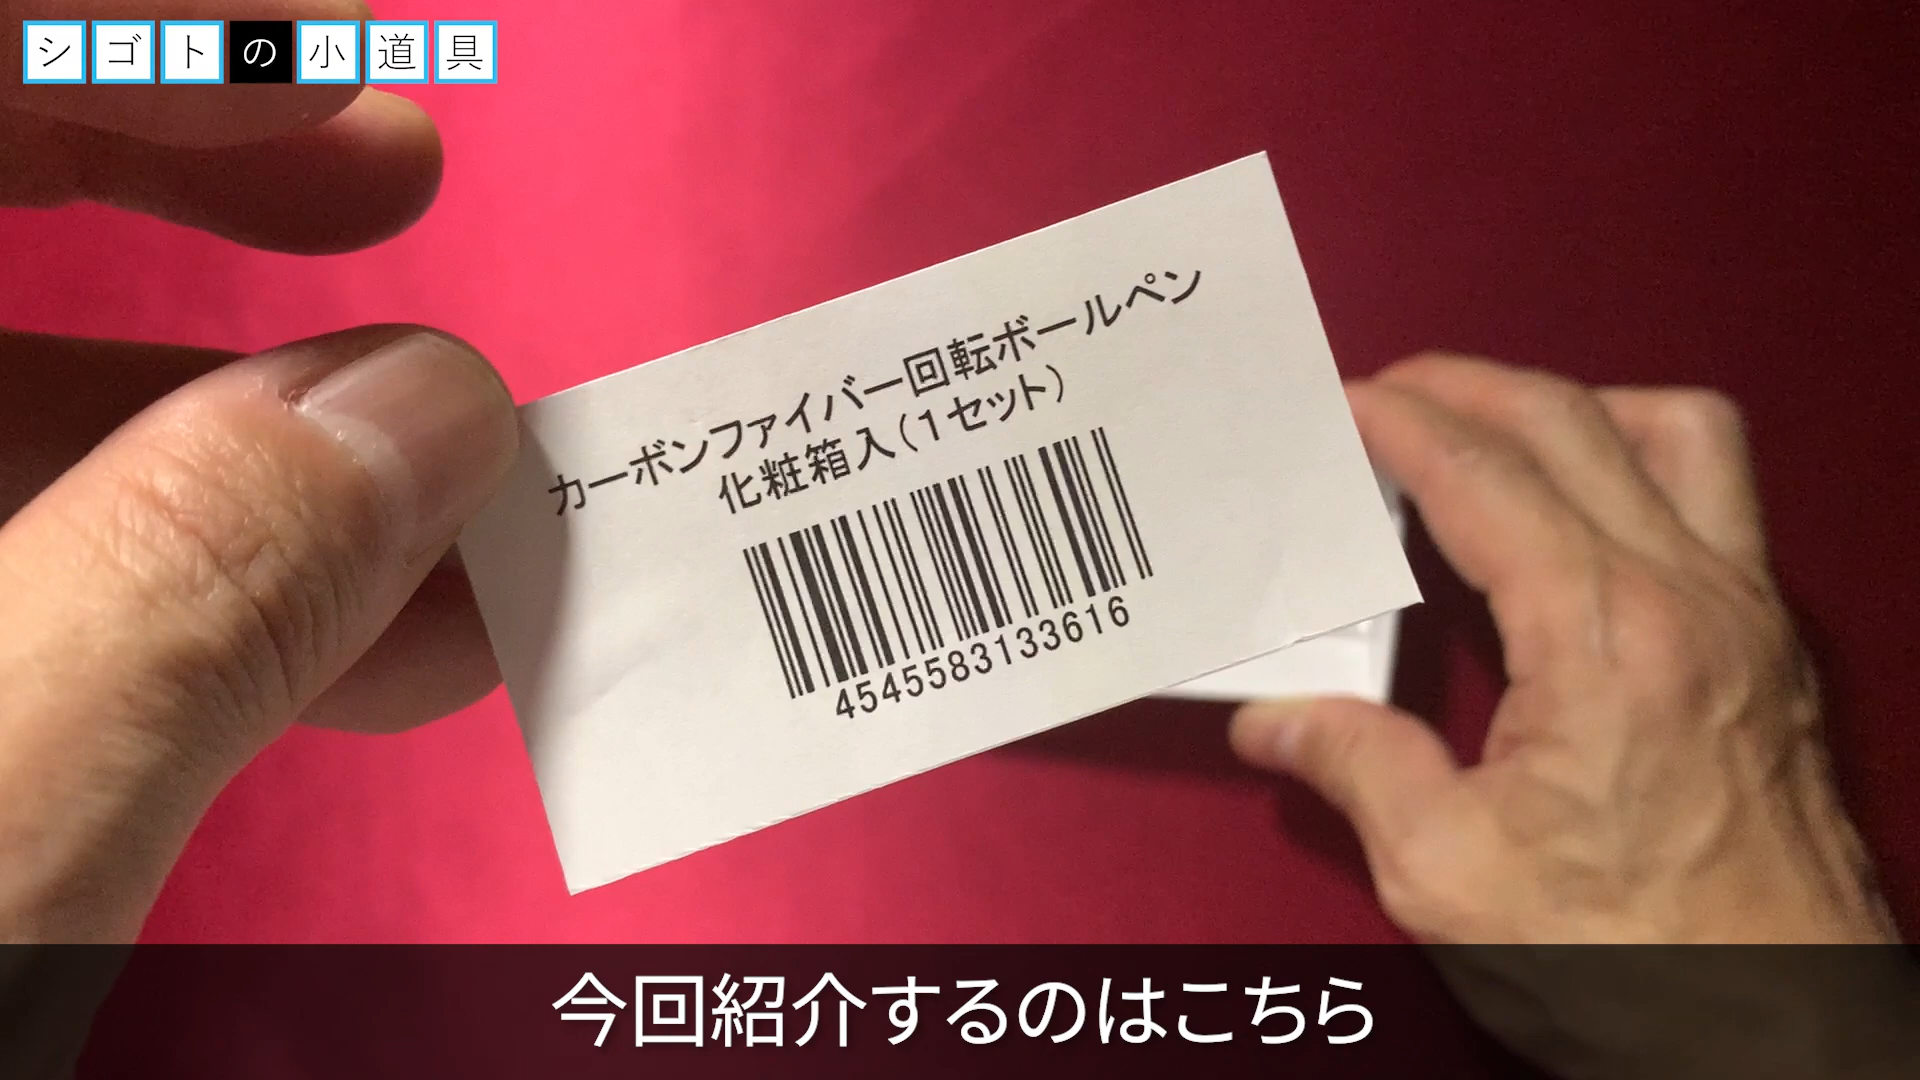 シゴトの小道具
カーボンファイバー回転ボールペン
化粧箱入（1セット）
4545583133616
今回紹介するのはこちら